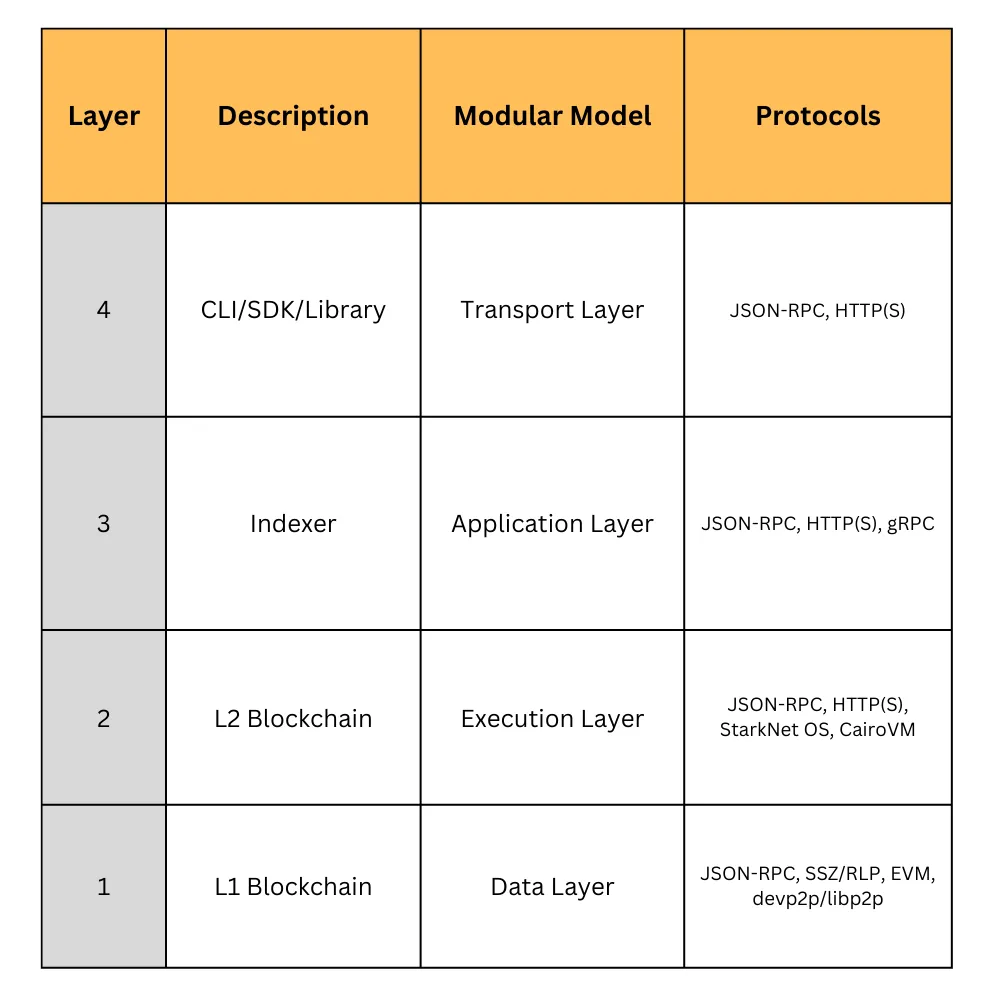 Layer
Description
Modular Model
Protocols
4
CLI/SDK/Library
Transport Layer
JSON-RPC, HTTP(S)
3
Indexer
Application Layer
JSON-RPC, HTTP(S), gRPC
2
L2 Blockchain
Execution Layer
JSON-RPC, HTTP(S),
StarkNet OS, CairoVM
1
L1 Blockchain
Data Layer
JSON-RPC, SSZ/RLP, EVM,
devp2p/libp2p